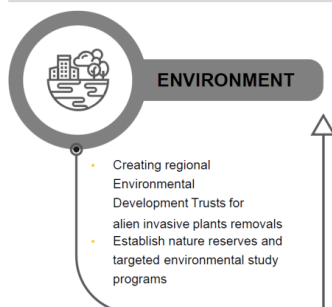 ENVIRONMENT
• Creating regional
Environmental
Development Trusts for
alien invasive plants removals
• Establish nature reserves and
targeted environmental study
programs